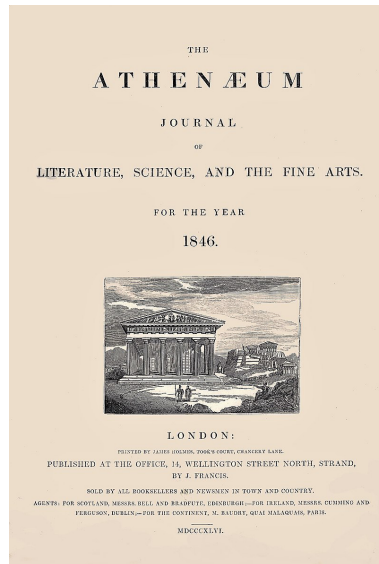 THE
ATHENÆUM
JOURNAL
OF
LITERATURE, SCIENCE, AND THE FINE ARTS.
FOR THE YEAR
1846.
LONDON:
PRINTED BY JAMES HOLMES, TOOK'S COURT, CHANCERY LANE.
PUBLISHED AT THE OFFICE, 14, WELLINGTON STREET NORTH, STRAND,
BY J. FRANCIS.
SOLD BY ALL BOOKSELLERS AND NEWSMEN IN TOWN AND COUNTRY.
AGENTS: FOR SCOTLAND, MESSRS. BELL AND BRADFUTE, EDINBURGH;—FOR IRELAND, MESSRS. CUMMING AND
FERGUSON, DUBLIN;—FOR THE CONTINENT, M. BAUDRY, QUAI MALAQUAIS, PARIS.
MDCCCXLVI.